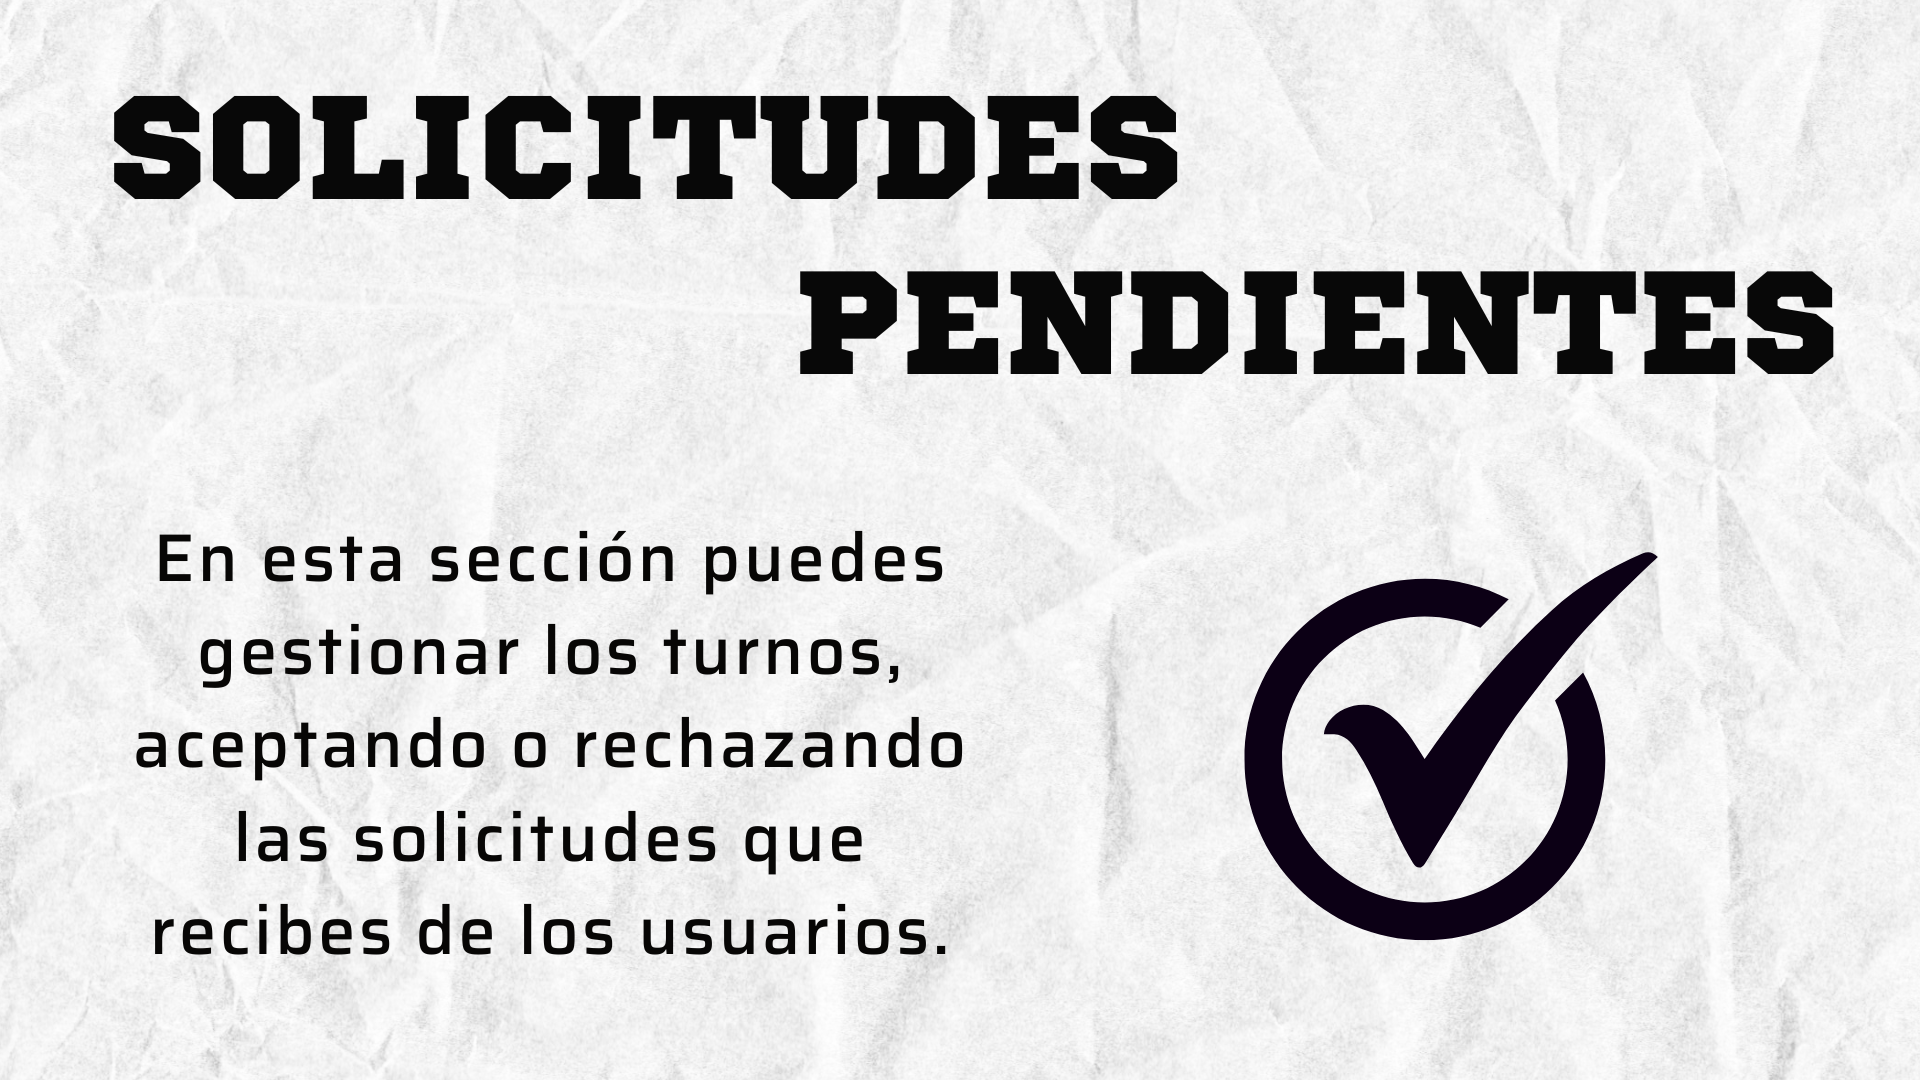 SOLICITUDES
PENDIENTES
En esta sección puedes
gestionar los turnos,
aceptando o rechazando
las solicitudes que
recibes de los usuarios.